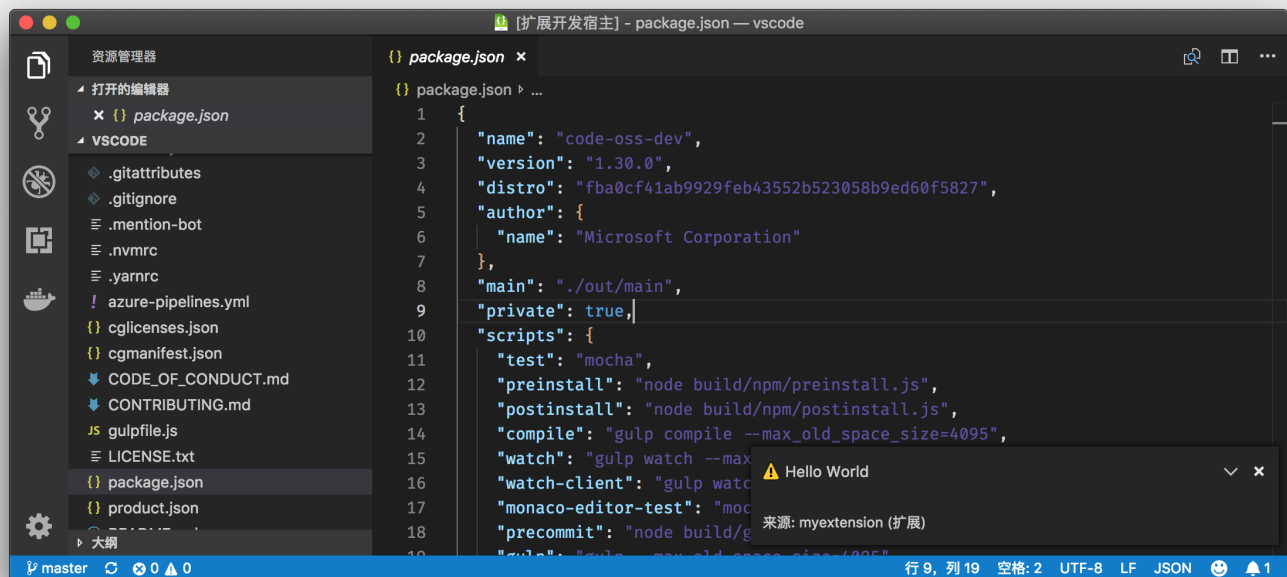 [扩展开发宿主] - package.json — vscode
资源管理器
打开的编辑器
package.json
VSCODE
.gitattributes
.gitignore
.mention-bot
.nvmrc
.yarnrc
azure-pipelines.yml
cglicenses.json
cgmanifest.json
CODE_OF_CONDUCT.md
CONTRIBUTING.md
JS gulpfile.js
LICENSE.txt
{} package.json
{} product.json
大纲
{} package.json ×
{} package.json › ...
1 {
2 "name": "code-oss-dev",
3 "version": "1.30.0",
4 "distro": "fba0cf41ab9929feb43552b523058b9ed60f5827",
5 "author": {
6 "name": "Microsoft Corporation"
7 },
8 "main": "./out/main",
9 "private": true,
10 "scripts": {
11 "test": "mocha",
12 "preinstall": "node build/npm/preinstall.js",
13 "postinstall": "node build/npm/postinstall.js",
14 "compile": "gulp compile --max_old_space_size=4095",
15 "watch": "gulp watch --max
16 "watch-client": "gulp watc
17 "monaco-editor-test": "moc
18 "precommit": "node build/g
19 "gulp": "gulp --max_old_space_size=4095"
Hello World
来源: myextension (扩展)
master 0 0 行 9，列 19 空格: 2 UTF-8 LF JSON 1